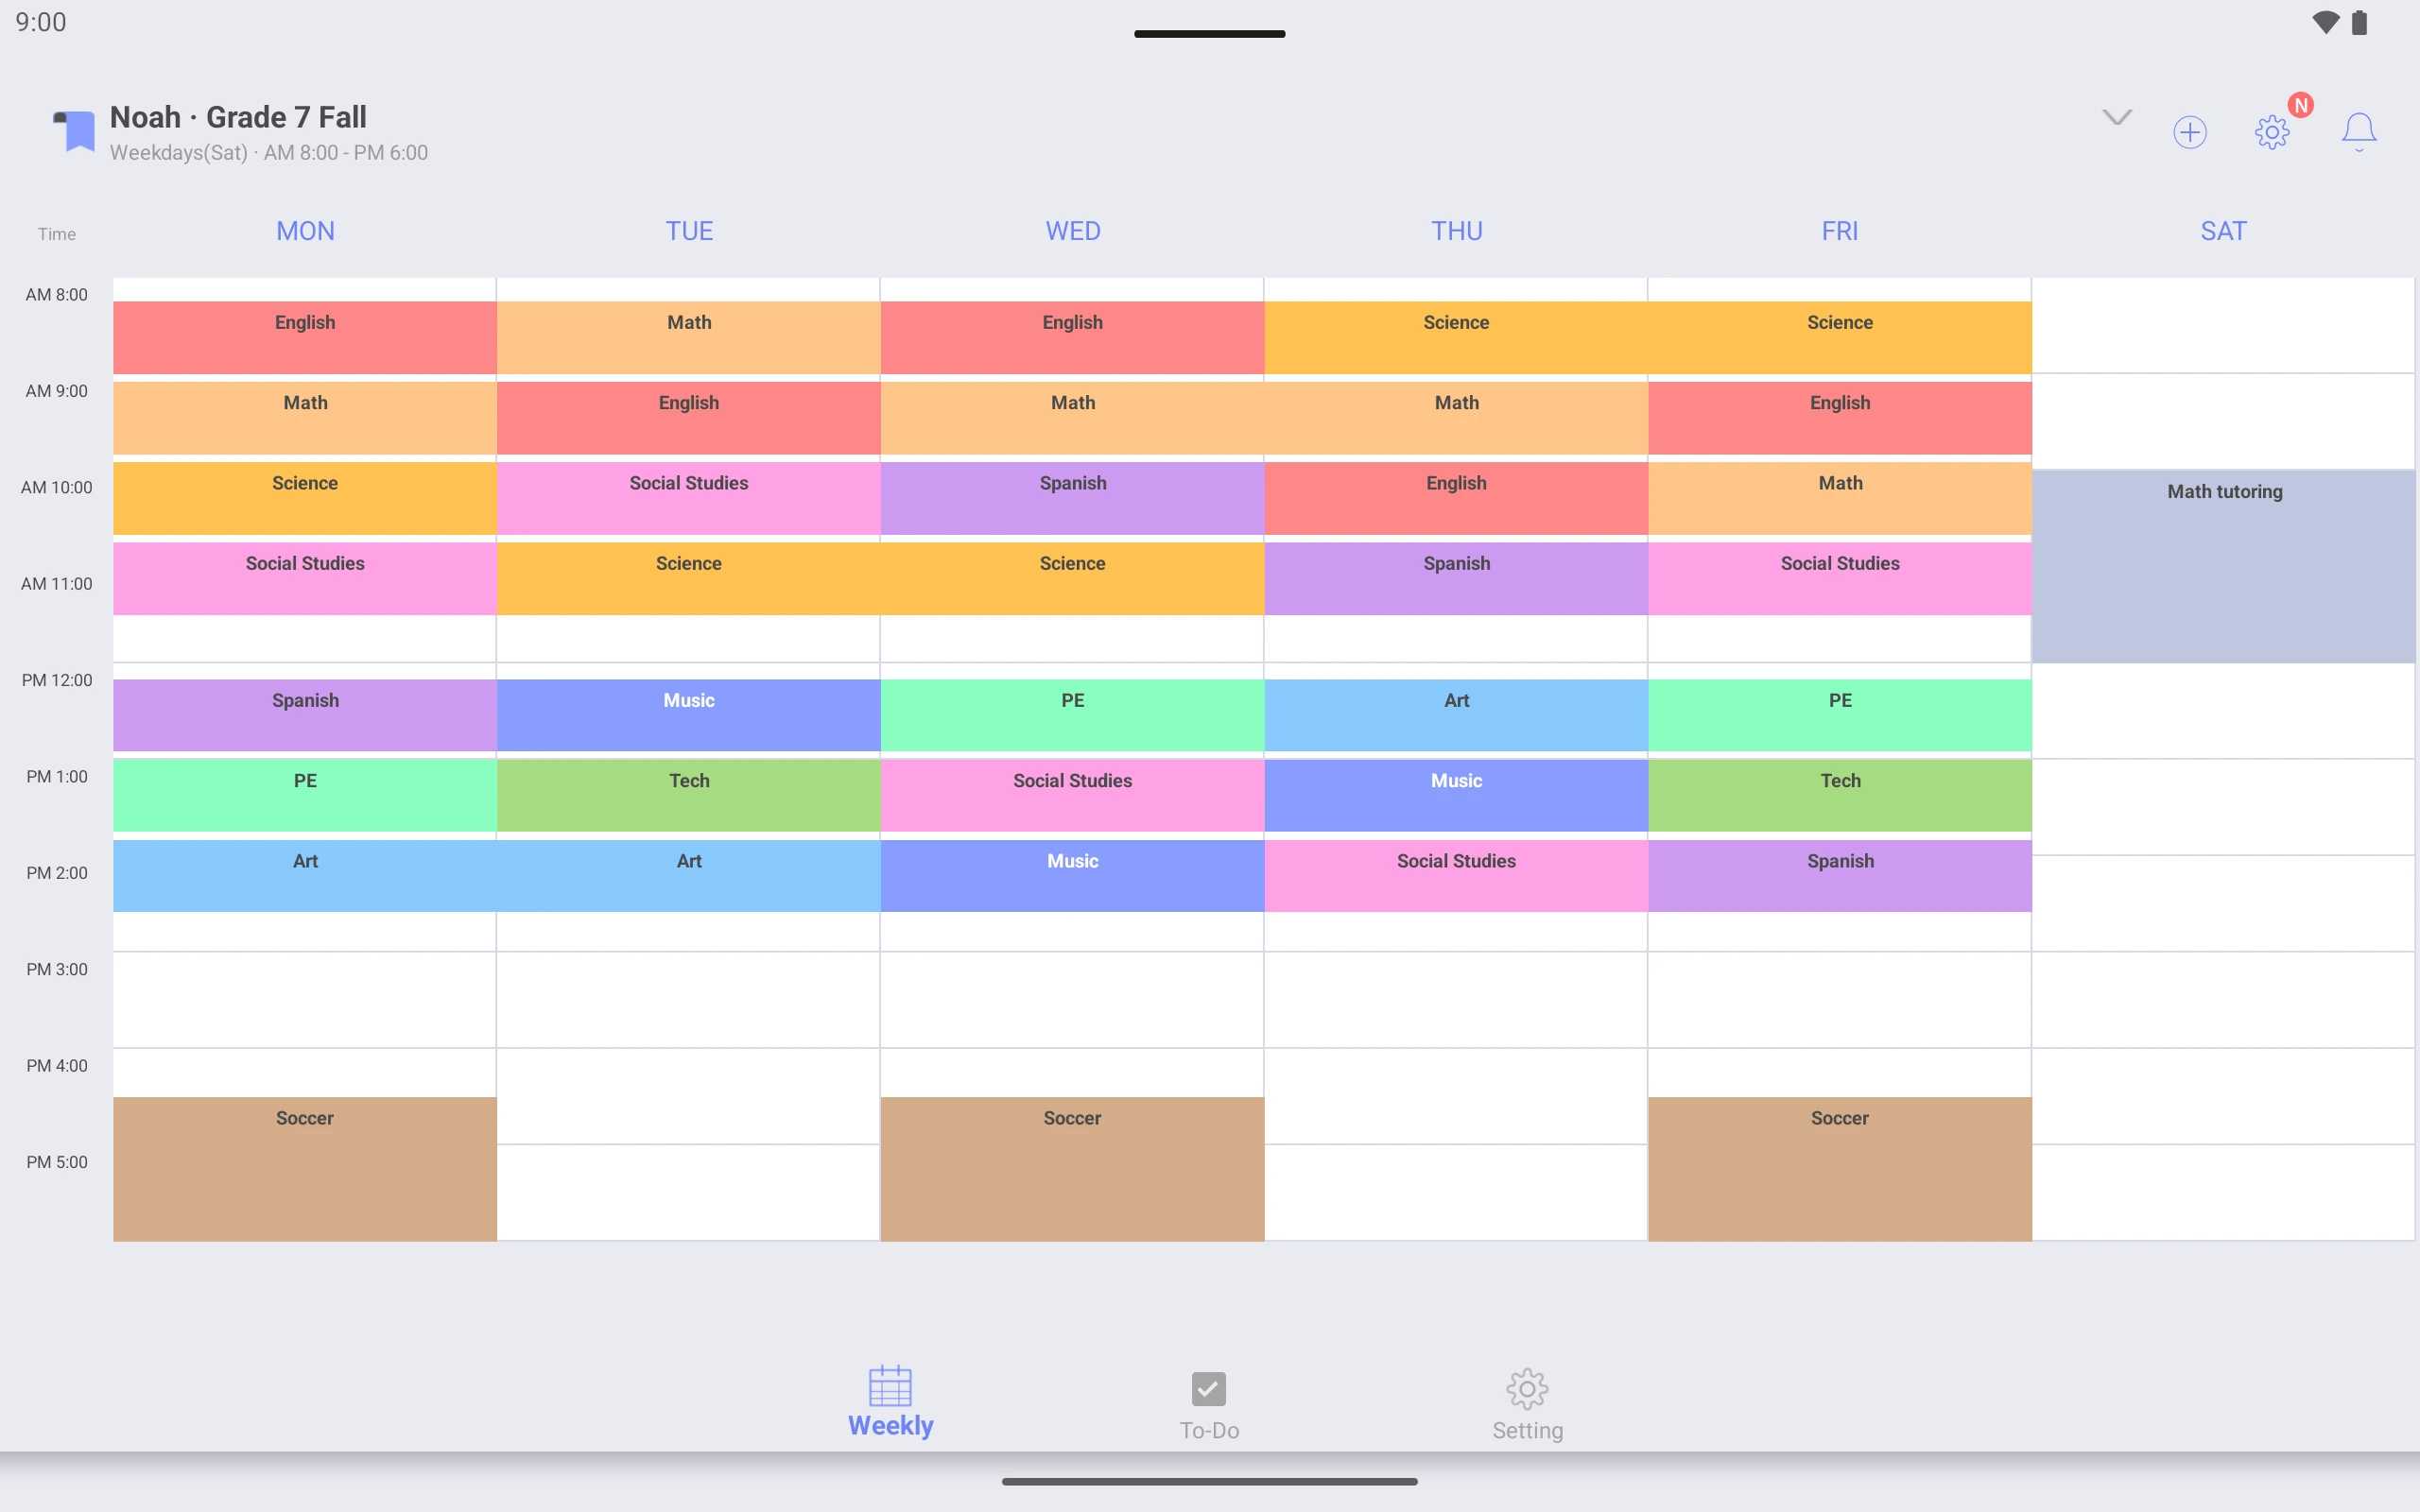 9:00
Noah · Grade 7 Fall
Weekdays(Sat) · AM 8:00 - PM 6:00
N
Time MON TUE WED THU FRI SAT
AM 8:00
English Math English Science Science
AM 9:00
Math English Math Math English
AM 10:00
Science Social Studies Spanish English Math Math tutoring
Social Studies Science Science Spanish Social Studies
AM 11:00
PM 12:00
Spanish Music PE Art PE
PM 1:00
PE Tech Social Studies Music Tech
Art Art Music Social Studies Spanish
PM 2:00
PM 3:00
PM 4:00
Soccer Soccer Soccer
PM 5:00
Weekly To-Do Setting